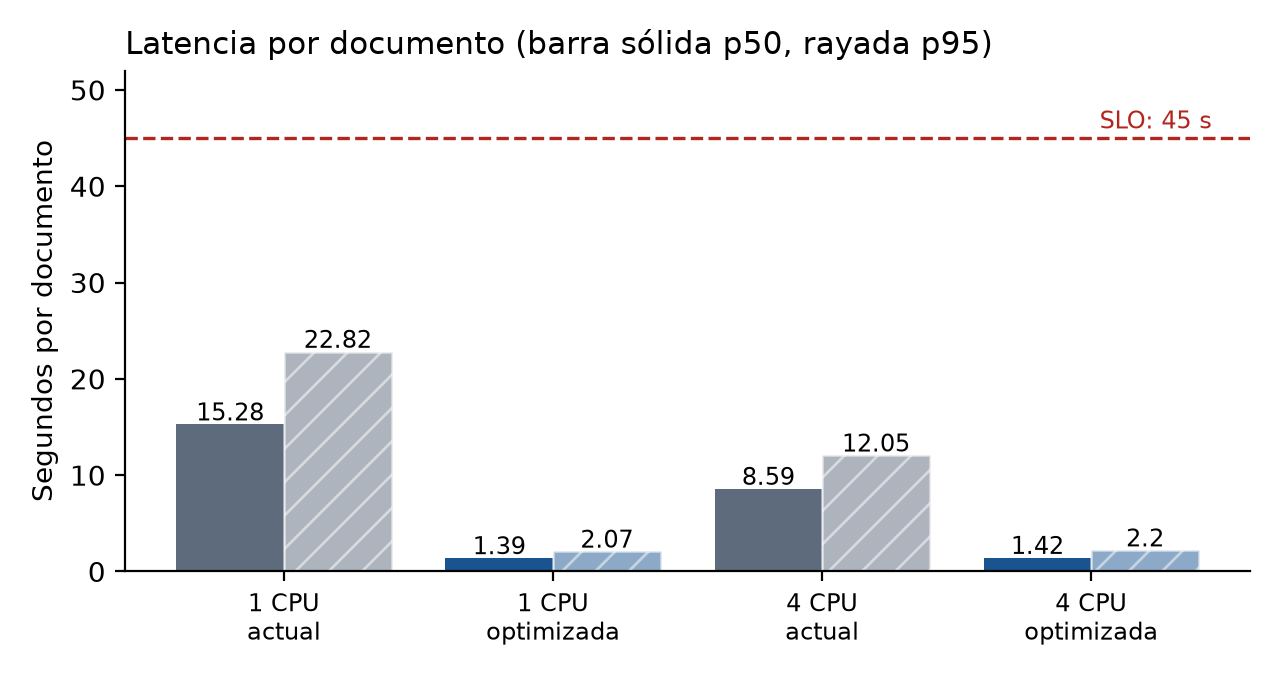 Latencia por documento (barra sólida p50, rayada p95)
Segundos por documento
50
40
30
20
10
0
SLO: 45 s
15.28
22.82
1.39
2.07
8.59
12.05
1.42
2.2
1 CPU
actual
1 CPU
optimizada
4 CPU
actual
4 CPU
optimizada